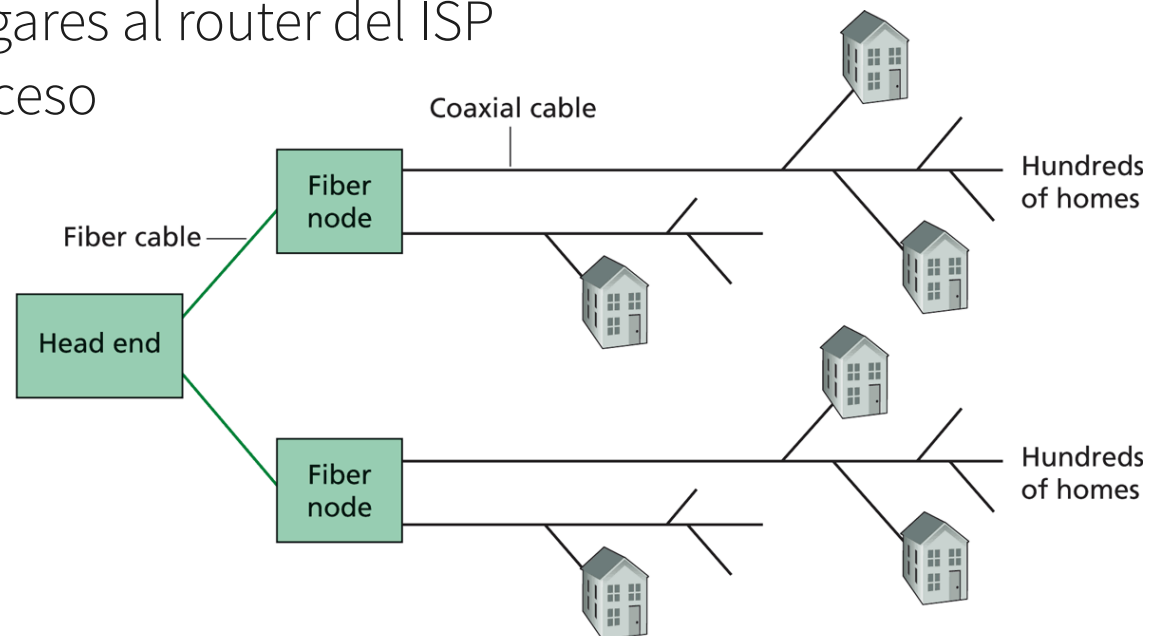 gares al router del ISP
ceso
Coaxial cable
Fiber
node
Hundreds
of homes
Fiber cable
Head end
Fiber
node
Hundreds
of homes